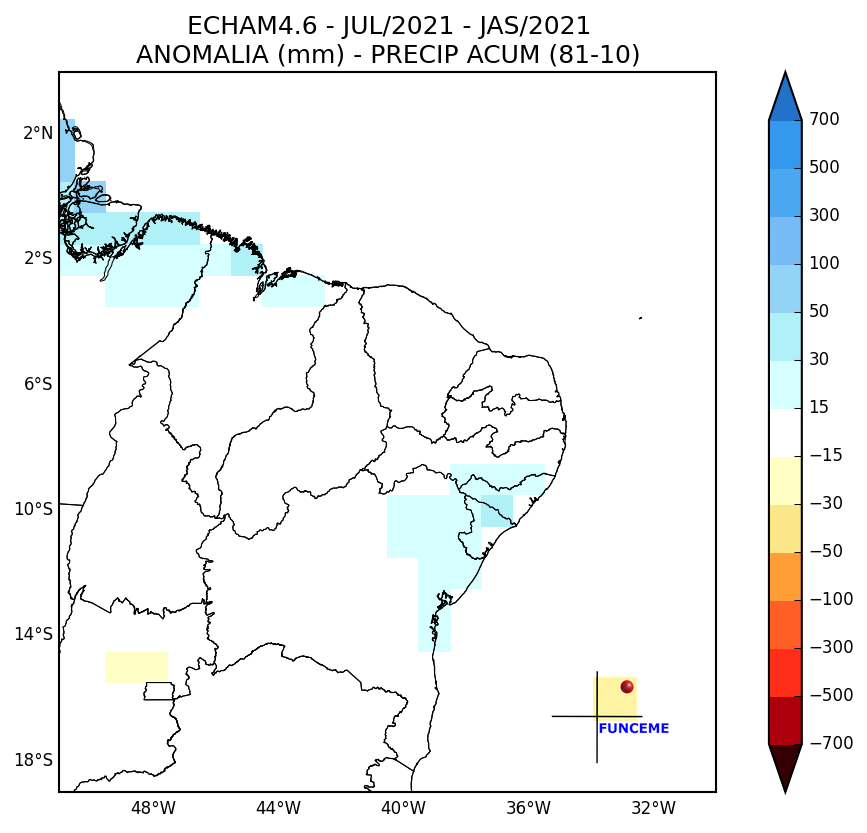 ECHAM4.6 - JUL/2021 - JAS/2021
ANOMALIA (mm) - PRECIP ACUM (81-10)
2°N
2°S
6°S
10°S
14°S
18°S
48°W 44°W 40°W 36°W 32°W
FUNCEME
700
500
300
100
50
30
15
−15
−30
−50
−100
−300
−500
−700